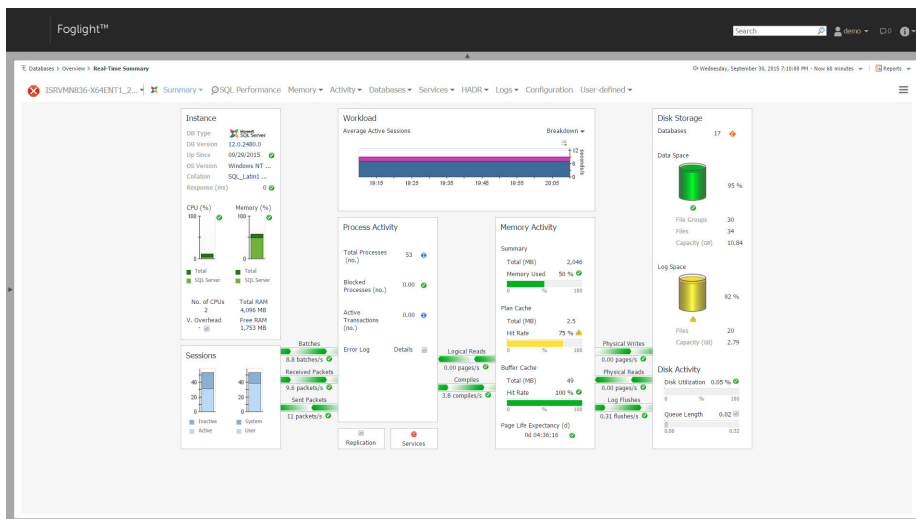 Foglight™
Search
demo
0
Databases > Overview > Real-Time Summary
Wednesday, September 30, 2015 7:10:00 PM - Now 60 minutes
Reports
ISRVMN836-X64ENT1_2...
Summary
SQL Performance
Memory
Activity
Databases
Services
HADR
Logs
Configuration
User-defined
Instance
DB Type
SQL Server
DB Version 12.0.2480.0
Up Since 09/29/2015
OS Version Windows NT ...
Collation SQL_Latin1 ...
Response (ms) 0
CPU (%) Memory (%)
100 100
0 0
Total Total
SQL Server SQL Server
No. of CPUs Total RAM
2 4,096 MB
V. Overhead Free RAM
- 1,753 MB
Sessions
40 40
20 20
0 0
Inactive System
Active User
Batches
8.8 batches/s
Received Packets
9.6 packets/s
Sent Packets
11 packets/s
Workload
Average Active Sessions Breakdown
12
6
0
seconds/s
19:15 19:25 19:35 19:45 19:55 20:05
Process Activity
Total Processes (no.) 53
Blocked Processes (no.) 0.00
Active Transactions (no.) 0.00
Error Log Details
Replication
Services
Logical Reads
0.00 pages/s
Compiles
3.8 compiles/s
Memory Activity
Summary
Total (MB) 2,046
Memory Used 50 %
0 % 100
Plan Cache
Total (MB) 2.5
Hit Rate 75 %
0 % 100
Buffer Cache
Total (MB) 49
Hit Rate 100 %
0 % 100
Page Life Expectancy (d)
0d 04:36:16
Physical Writes
0.00 pages/s
Physical Reads
0.00 pages/s
Log Flushes
0.31 flushes/s
Disk Storage
Databases 17
Data Space
95 %
File Groups 30
Files 34
Capacity (GB) 10.84
Log Space
92 %
Files 20
Capacity (GB) 2.79
Disk Activity
Disk Utilization 0.05 %
0 % 100
Queue Length 0.02
0.00 0.32